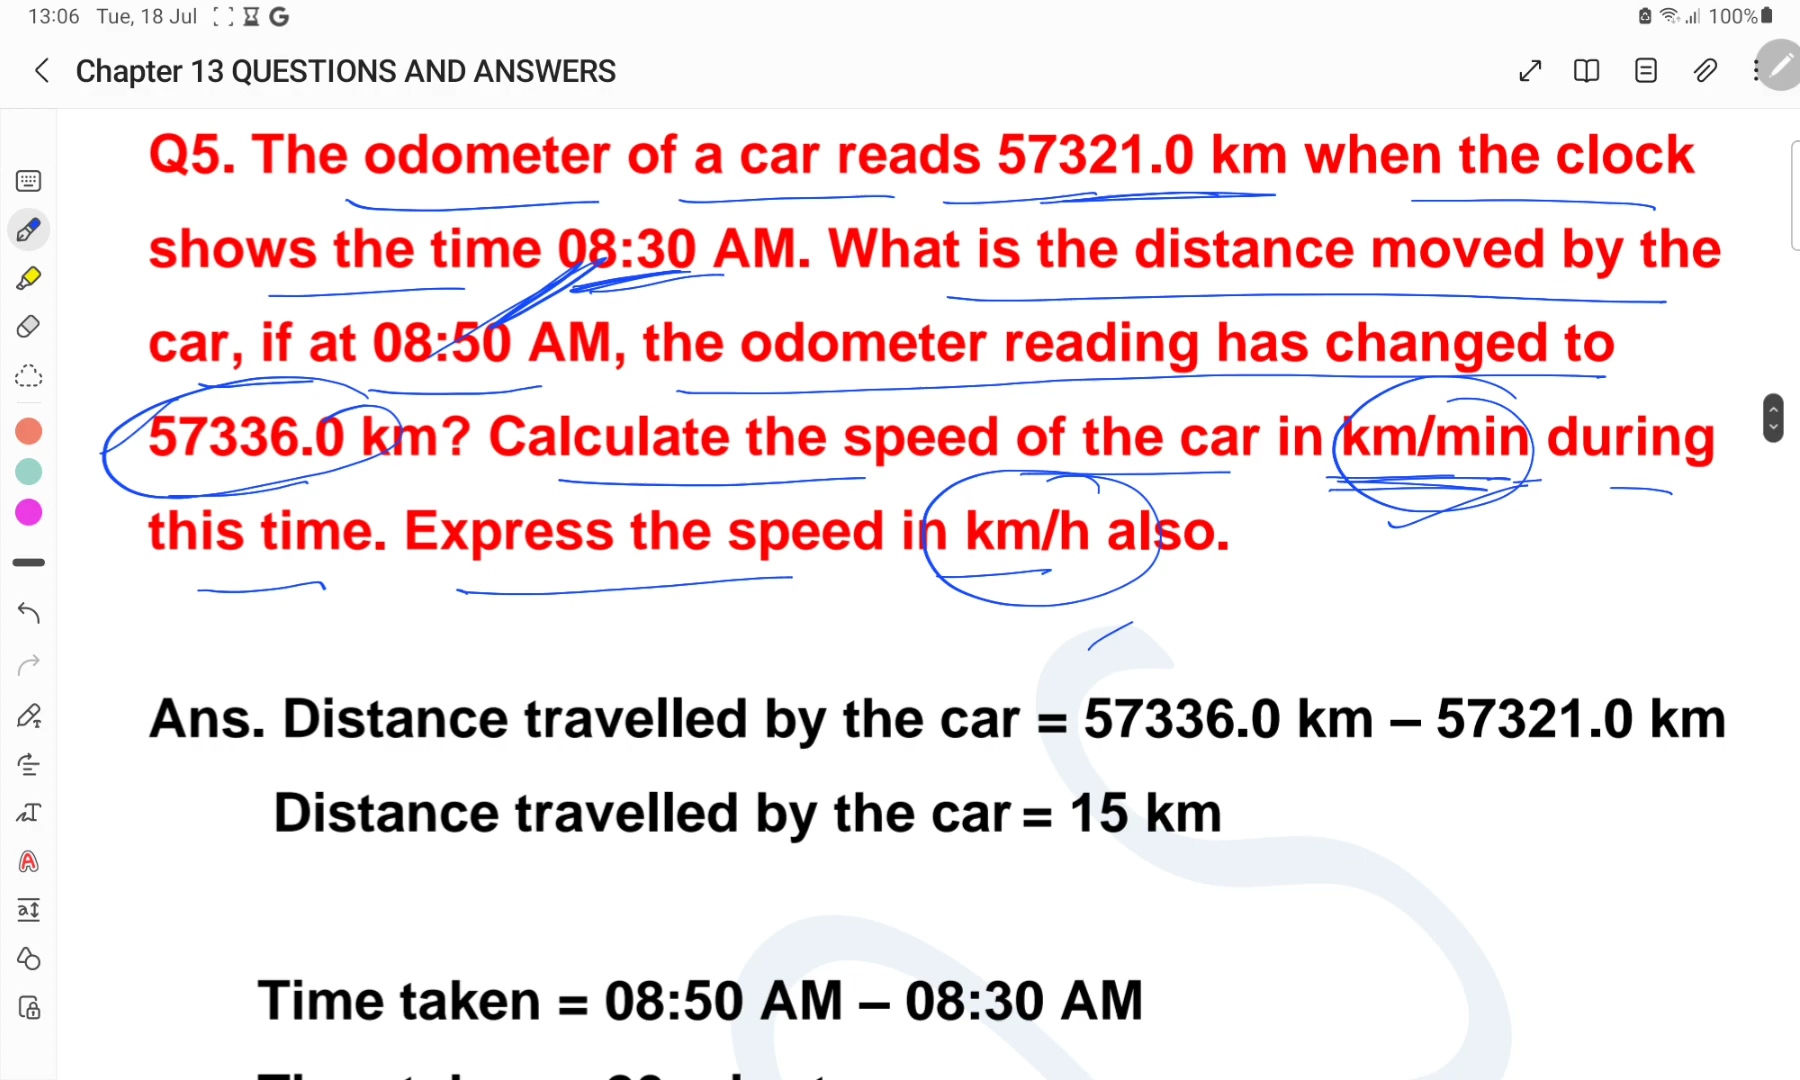 13:06 Tue, 18 Jul G 100%
Chapter 13 QUESTIONS AND ANSWERS
Q5. The odometer of a car reads 57321.0 km when the clock
shows the time 08:30 AM. What is the distance moved by the
car, if at 08:50 AM, the odometer reading has changed to
57336.0 km? Calculate the speed of the car in km/min during
this time. Express the speed in km/h also.
Ans. Distance travelled by the car = 57336.0 km – 57321.0 km
Distance travelled by the car = 15 km
Time taken = 08:50 AM – 08:30 AM